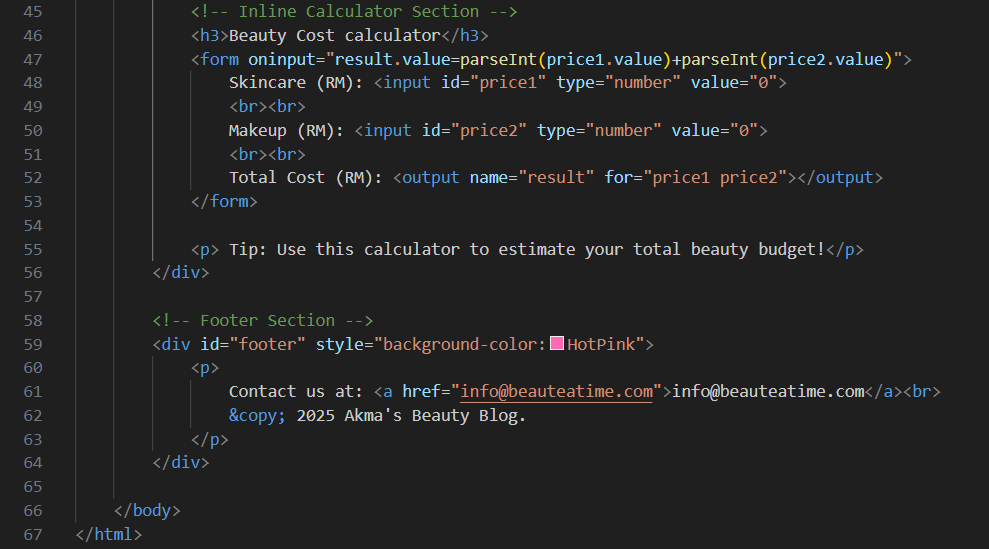 45 <!-- Inline Calculator Section -->
46 <h3>Beauty Cost calculator</h3>
47 <form oninput="result.value=parseInt(price1.value)+parseInt(price2.value)">
48 Skincare (RM): <input id="price1" type="number" value="0">
49 <br><br>
50 Makeup (RM): <input id="price2" type="number" value="0">
51 <br><br>
52 Total Cost (RM): <output name="result" for="price1 price2"></output>
53 </form>
54
55 <p> Tip: Use this calculator to estimate your total beauty budget!</p>
56 </div>
57
58 <!-- Footer Section -->
59 <div id="footer" style="background-color:HotPink">
60 <p>
61 Contact us at: <a href="info@beauteatime.com">info@beauteatime.com</a><br>
62 &copy; 2025 Akma's Beauty Blog.
63 </p>
64 </div>
65
66 </body>
67 </html>